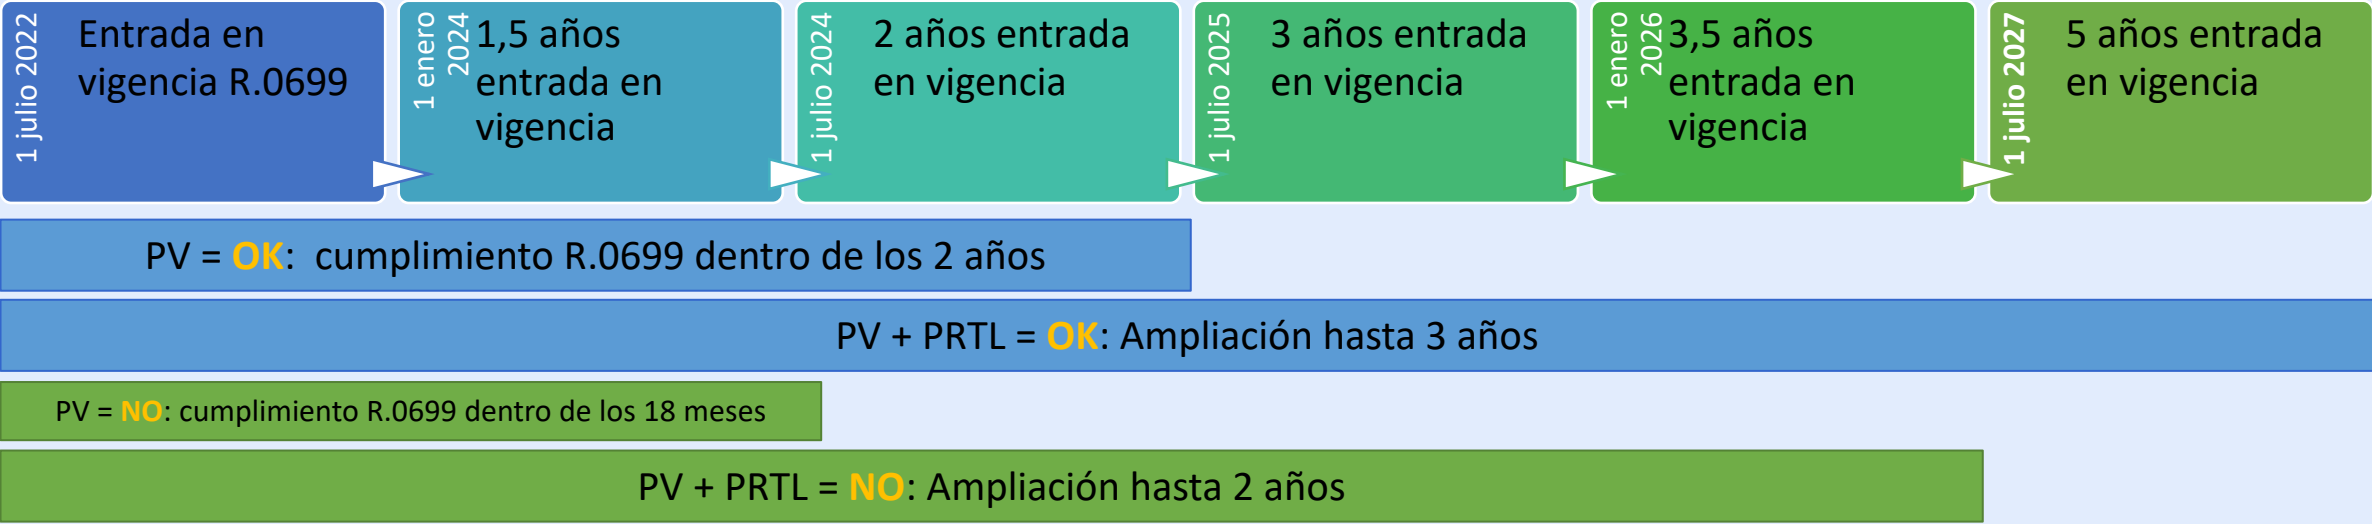 1 julio 2022
Entrada en
vigencia R.0699
1 enero
2024
1,5 años
entrada en
vigencia
1 julio 2024
2 años entrada
en vigencia
1 julio 2025
3 años entrada
en vigencia
1 enero
2026
3,5 años
entrada en
vigencia
1 julio 2027
5 años entrada
en vigencia
PV = OK: cumplimiento R.0699 dentro de los 2 años
PV + PRTL = OK: Ampliación hasta 3 años
PV = NO: cumplimiento R.0699 dentro de los 18 meses
PV + PRTL = NO: Ampliación hasta 2 años